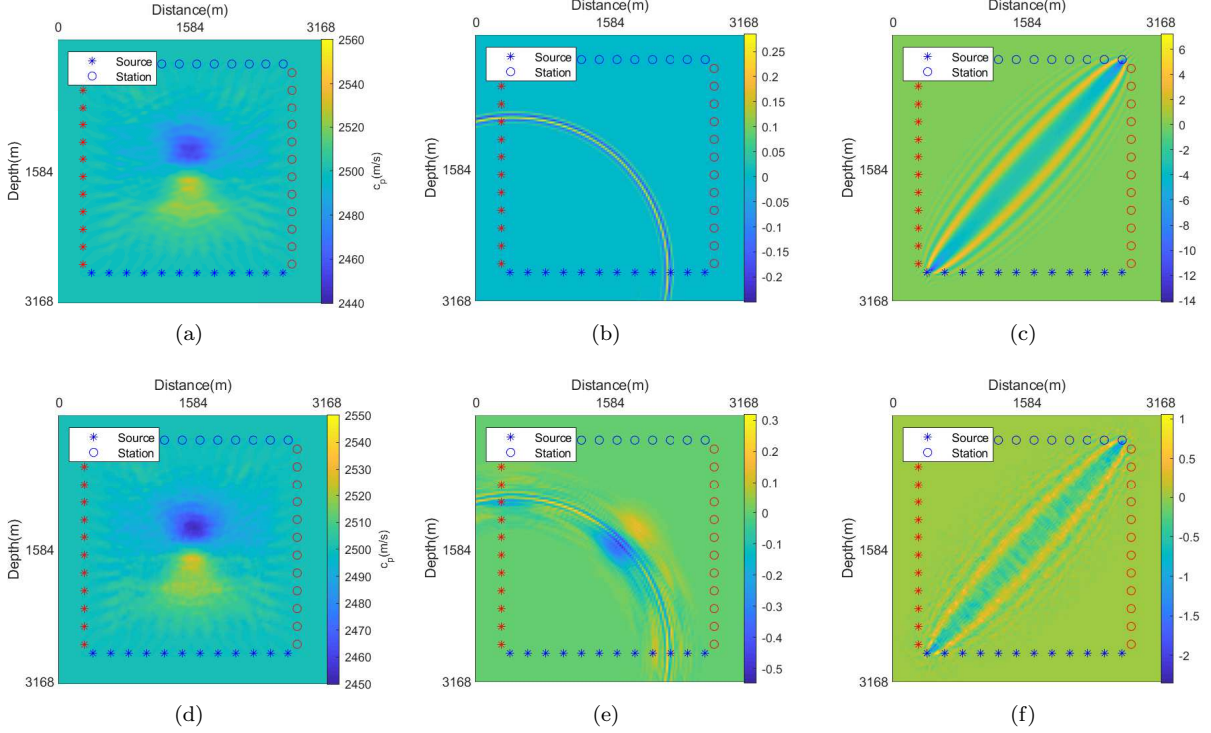 Distance(m)
0 1584 3168
Depth(m)
1584
3168
Source
Station
2560
2540
2520
2500
2480
2460
2440
c_p(m/s)
(a)
Distance(m)
0 1584 3168
Depth(m)
1584
3168
Source
Station
0.25
0.2
0.15
0.1
0.05
0
-0.05
-0.1
-0.15
-0.2
(b)
Distance(m)
0 1584 3168
Depth(m)
1584
3168
Source
Station
6
4
2
0
-2
-4
-6
-8
-10
-12
-14
(c)
Distance(m)
0 1584 3168
Depth(m)
1584
3168
Source
Station
2550
2540
2530
2520
2510
2500
2490
2480
2470
2460
2450
c_p(m/s)
(d)
Distance(m)
0 1584 3168
Depth(m)
1584
3168
Source
Station
0.3
0.2
0.1
0
-0.1
-0.2
-0.3
-0.4
-0.5
(e)
Distance(m)
0 1584 3168
Depth(m)
1584
3168
Source
Station
1
0.5
0
-0.5
-1
-1.5
-2
(f)